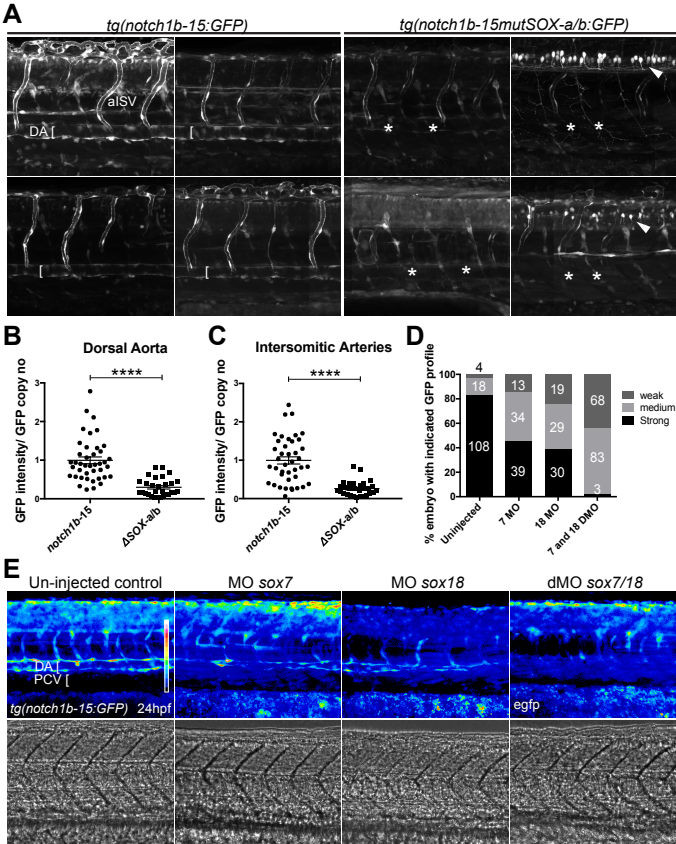 tg(notch1b-15:GFP)
tg(notch1b-15mutSOX-a/b:GFP)
A
aISV
DA [
[
[
[
* *
* *
* *
* *
B
Dorsal Aorta
****
GFP intensity/ GFP copy no
3
2
1
0
notch1b-15
ΔSOX-a/b
C
Intersomitic Arteries
****
GFP intensity/ GFP copy no
3
2
1
0
notch1b-15
ΔSOX-a/b
D
% embryo with indicated GFP profile
100
80
60
40
20
0
4
18
108
13
34
39
19
29
30
68
83
3
weak
medium
Strong
Uninjected
7 MO
18 MO
7 and 18 DMO
E
Un-injected control
MO sox7
MO sox18
dMO sox7/18
DA [
PCV [
tg(notch1b-15:GFP) 24hpf
egfp